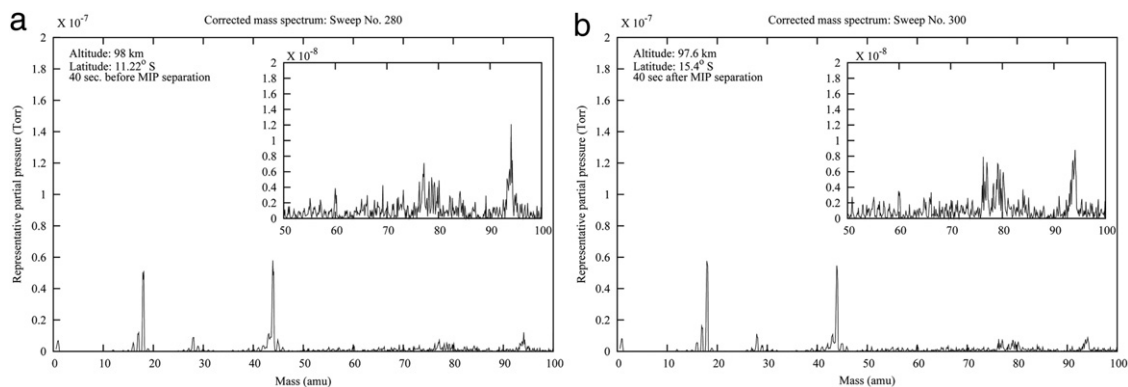 a
Corrected mass spectrum: Sweep No. 280
X 10⁻⁷
Altitude: 98 km
Latitude: 11.22° S
40 sec. before MIP separation
X 10⁻⁸
2
1.8
1.6
1.4
1.2
1
0.8
0.6
0.4
0.2
0
50 60 70 80 90 100
2
1.8
1.6
1.4
1.2
1
0.8
0.6
0.4
0.2
0
Representative partial pressure (Torr)
0 10 20 30 40 50 60 70 80 90 100
Mass (amu)
b
Corrected mass spectrum: Sweep No. 300
X 10⁻⁷
Altitude: 97.6 km
Latitude: 15.4° S
40 sec after MIP separation
X 10⁻⁸
2
1.8
1.6
1.4
1.2
1
0.8
0.6
0.4
0.2
0
50 60 70 80 90 100
2
1.8
1.6
1.4
1.2
1
0.8
0.6
0.4
0.2
0
Representative partial pressure (Torr)
0 10 20 30 40 50 60 70 80 90 100
Mass (amu)